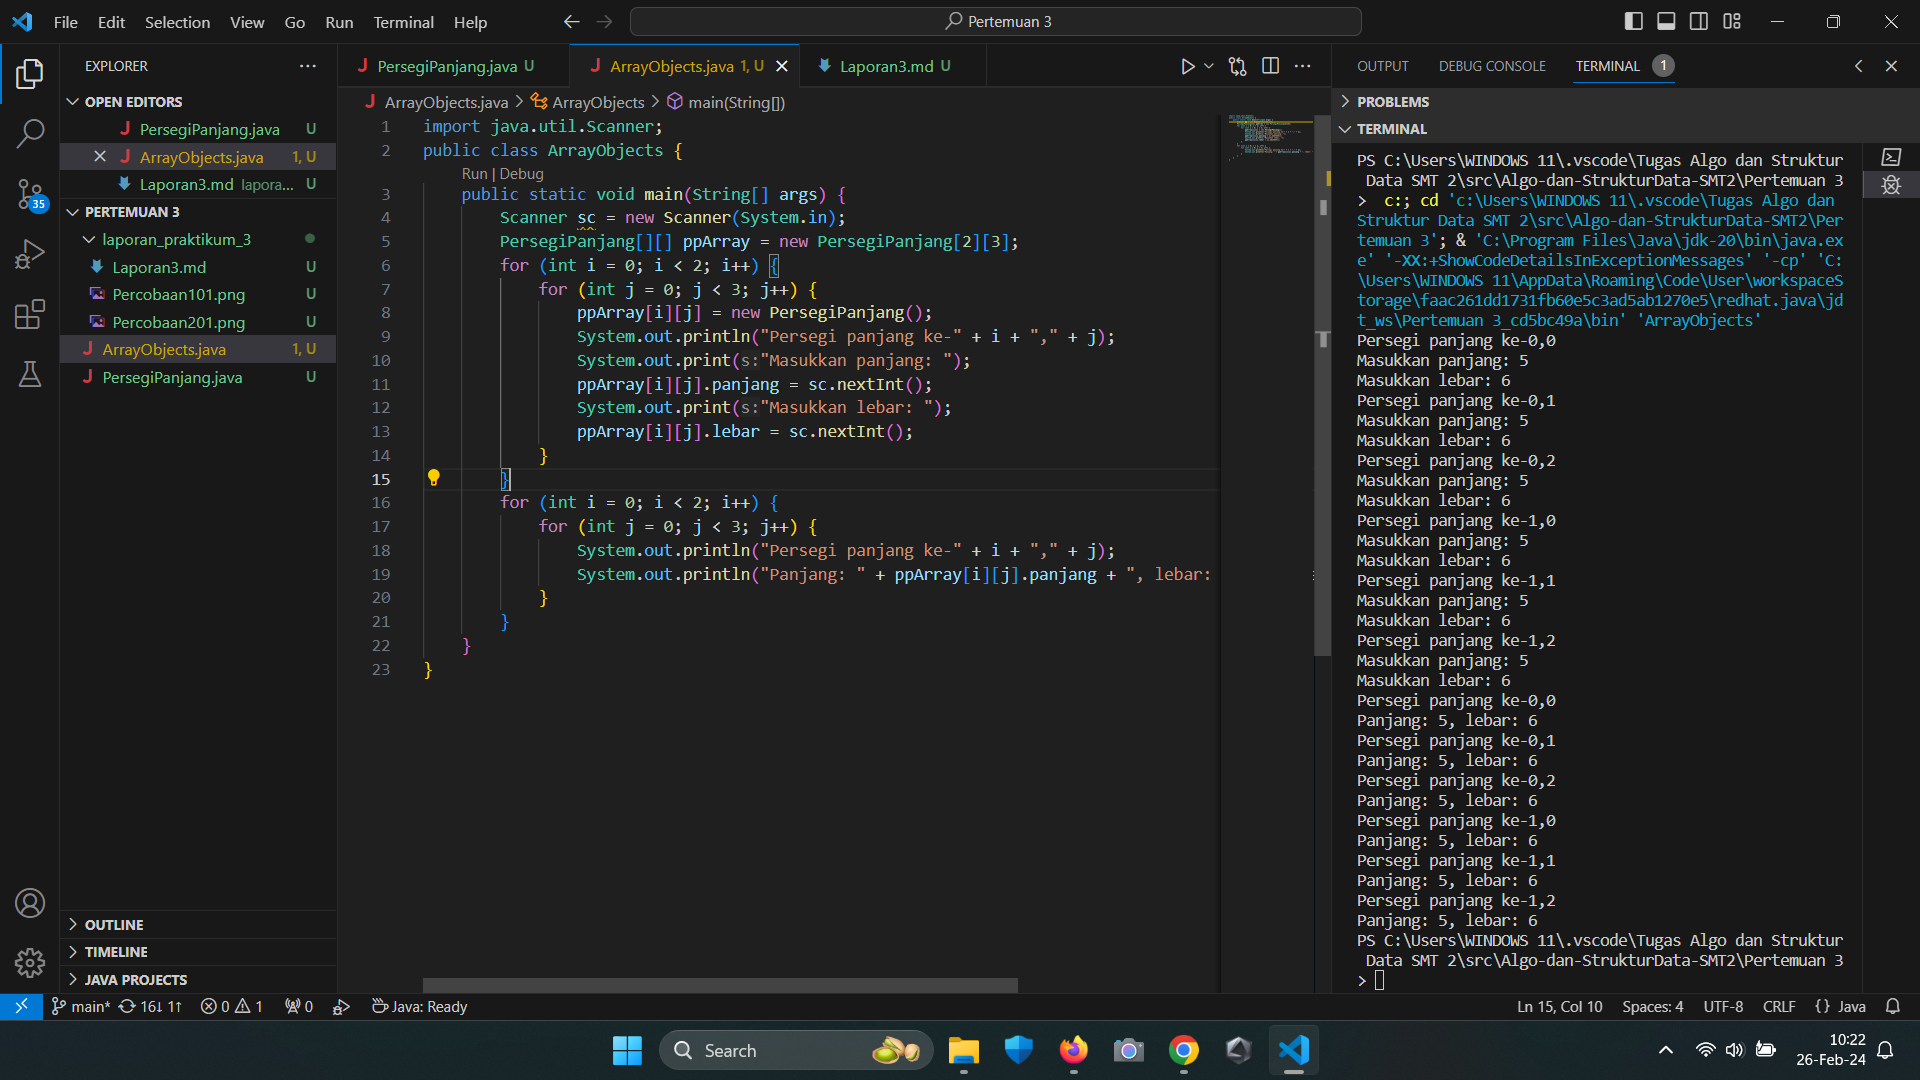 File Edit Selection View Go Run Terminal Help
Pertemuan 3
EXPLORER
OPEN EDITORS
PersegiPanjang.java U
ArrayObjects.java 1, U
Laporan3.md lapora... U
PERTEMUAN 3
laporan_praktikum_3
Laporan3.md U
Percobaan101.png U
Percobaan201.png U
ArrayObjects.java 1, U
PersegiPanjang.java U
OUTLINE
TIMELINE
JAVA PROJECTS
35
PersegiPanjang.java U
ArrayObjects.java 1, U
Laporan3.md U
ArrayObjects.java > ArrayObjects > main(String[])
1 import java.util.Scanner;
2 public class ArrayObjects {
Run | Debug
3 public static void main(String[] args) {
4 Scanner sc = new Scanner(System.in);
5 PersegiPanjang[][] ppArray = new PersegiPanjang[2][3];
6 for (int i = 0; i < 2; i++) {
7 for (int j = 0; j < 3; j++) {
8 ppArray[i][j] = new PersegiPanjang();
9 System.out.println("Persegi panjang ke-" + i + "," + j);
10 System.out.print(s:"Masukkan panjang: ");
11 ppArray[i][j].panjang = sc.nextInt();
12 System.out.print(s:"Masukkan lebar: ");
13 ppArray[i][j].lebar = sc.nextInt();
14 }
15 }
16 for (int i = 0; i < 2; i++) {
17 for (int j = 0; j < 3; j++) {
18 System.out.println("Persegi panjang ke-" + i + "," + j);
19 System.out.println("Panjang: " + ppArray[i][j].panjang + ", lebar:
20 }
21 }
22 }
23 }
OUTPUT DEBUG CONSOLE TERMINAL 1
PROBLEMS
TERMINAL
PS C:\Users\WINDOWS 11\.vscode\Tugas Algo dan Struktur
Data SMT 2\src\Algo-dan-StrukturData-SMT2\Pertemuan 3
> c:; cd 'c:\Users\WINDOWS 11\.vscode\Tugas Algo dan
Struktur Data SMT 2\src\Algo-dan-StrukturData-SMT2\Per
temuan 3'; & 'C:\Program Files\Java\jdk-20\bin\java.ex
e' '-XX:+ShowCodeDetailsInExceptionMessages' '-cp' 'C:
\Users\WINDOWS 11\AppData\Roaming\Code\User\workspaceS
torage\faac261dd1731fb60e5c3ad5ab1270e5\redhat.java\jd
t_ws\Pertemuan 3_cd5bc49a\bin' 'ArrayObjects'
Persegi panjang ke-0,0
Masukkan panjang: 5
Masukkan lebar: 6
Persegi panjang ke-0,1
Masukkan panjang: 5
Masukkan lebar: 6
Persegi panjang ke-0,2
Masukkan panjang: 5
Masukkan lebar: 6
Persegi panjang ke-1,0
Masukkan panjang: 5
Masukkan lebar: 6
Persegi panjang ke-1,1
Masukkan panjang: 5
Masukkan lebar: 6
Persegi panjang ke-1,2
Masukkan panjang: 5
Masukkan lebar: 6
Persegi panjang ke-0,0
Panjang: 5, lebar: 6
Persegi panjang ke-0,1
Panjang: 5, lebar: 6
Persegi panjang ke-0,2
Panjang: 5, lebar: 6
Persegi panjang ke-1,0
Panjang: 5, lebar: 6
Persegi panjang ke-1,1
Panjang: 5, lebar: 6
Persegi panjang ke-1,2
Panjang: 5, lebar: 6
PS C:\Users\WINDOWS 11\.vscode\Tugas Algo dan Struktur
Data SMT 2\src\Algo-dan-StrukturData-SMT2\Pertemuan 3
>
main* 16↓ 1↑ 0 1 0 Java: Ready
Ln 15, Col 10 Spaces: 4 UTF-8 CRLF {} Java
Search
10:22
26-Feb-24